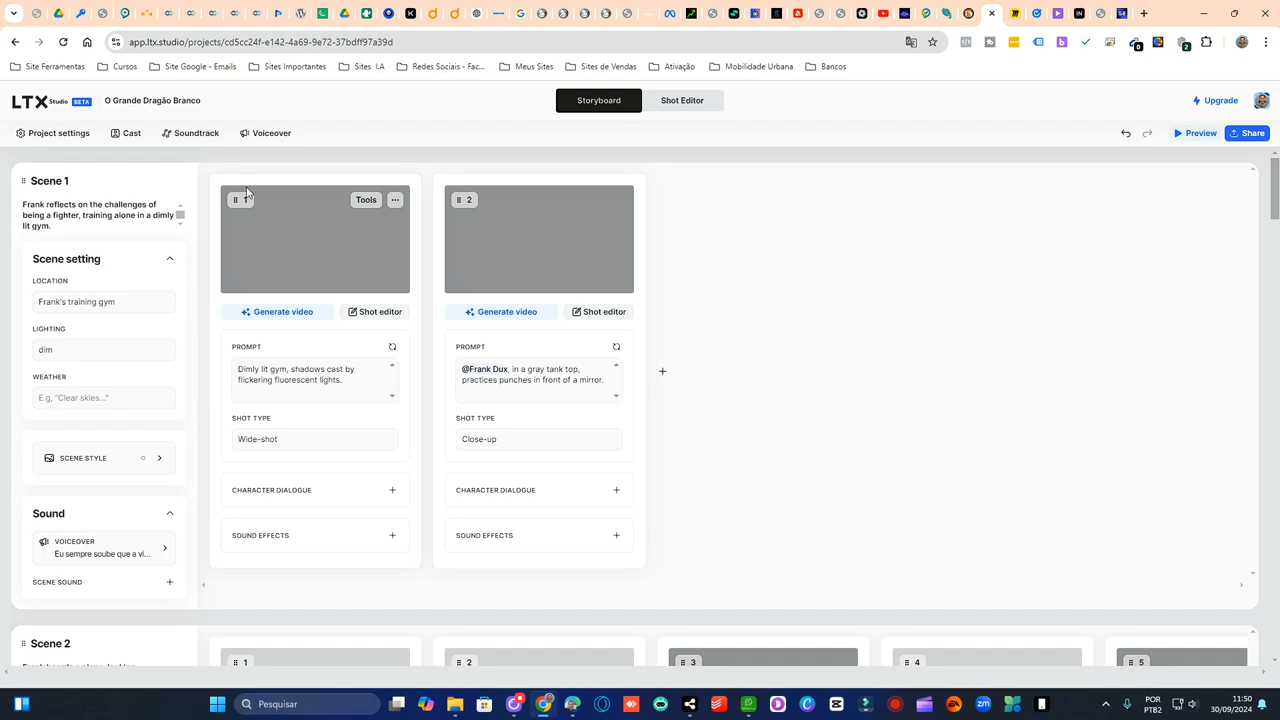 app.ltx.studio/projects/cd5cc24f-e142-4a69-9e72-37bdff97a39d
Site Ferramentas
Cursos
Site Google - Emails
Sites Importantes
Sites I.A
Redes Sociais - Fac...
Meus Sites
Sites de Vendas
Ativação
Mobilidade Urbana
Bancos
LTX Studio BETA
O Grande Dragão Branco
Storyboard
Shot Editor
Upgrade
Project settings
Cast
Soundtrack
Voiceover
Preview
Share
Scene 1
Frank reflects on the challenges of
being a fighter, training alone in a dimly
lit gym.
Scene setting
LOCATION
Frank's training gym
LIGHTING
dim
WEATHER
E.g, "Clear skies..."
SCENE STYLE
Sound
VOICEOVER
Eu sempre soube que a vi...
SCENE SOUND
1
Tools
Generate video
Shot editor
PROMPT
Dimly lit gym, shadows cast by
flickering fluorescent lights.
SHOT TYPE
Wide-shot
CHARACTER DIALOGUE
SOUND EFFECTS
2
Generate video
Shot editor
PROMPT
@Frank Dux, in a gray tank top,
practices punches in front of a mirror.
SHOT TYPE
Close-up
CHARACTER DIALOGUE
SOUND EFFECTS
Scene 2
1
2
3
4
5
Pesquisar
POR
PTB2
11:50
30/09/2024